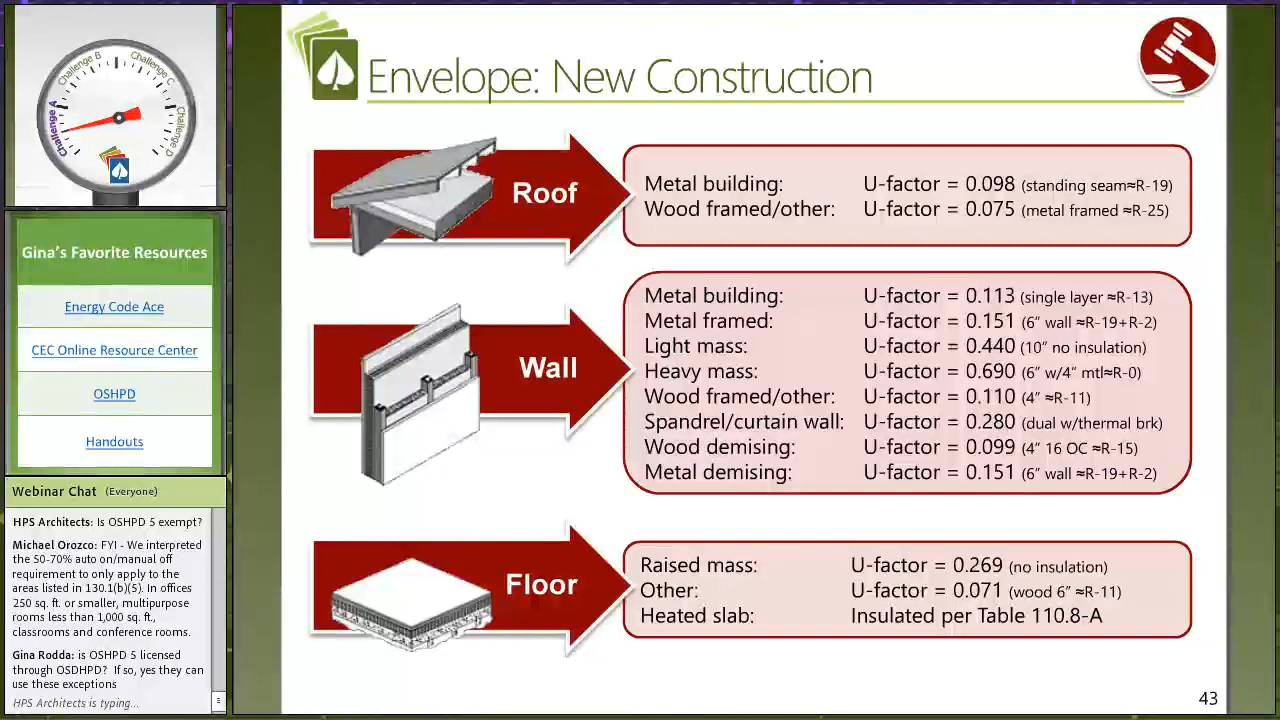 Challenge A
Challenge B
Challenge C
Challenge D
Gina's Favorite Resources
Energy Code Ace
CEC Online Resource Center
OSHPD
Handouts
Webinar Chat (Everyone)
HPS Architects: Is OSHPD 5 exempt?
Michael Orozco: FYI - We interpreted
the 50-70% auto on/manual off
requirement to only apply to the
areas listed in 130.1(b)(5). In offices
250 sq. ft. or smaller, multipurpose
rooms less than 1,000 sq. ft.,
classrooms and conference rooms.
Gina Rodda: is OSHPD 5 licensed
through OSDHPD? If so, yes they can
use these exceptions
HPS Architects is typing...
Envelope: New Construction
Roof
Metal building: U-factor = 0.098 (standing seam≈R-19)
Wood framed/other: U-factor = 0.075 (metal framed ≈R-25)
Wall
Metal building: U-factor = 0.113 (single layer ≈R-13)
Metal framed: U-factor = 0.151 (6” wall ≈R-19+R-2)
Light mass: U-factor = 0.440 (10” no insulation)
Heavy mass: U-factor = 0.690 (6” w/4” mtl≈R-0)
Wood framed/other: U-factor = 0.110 (4” ≈R-11)
Spandrel/curtain wall: U-factor = 0.280 (dual w/thermal brk)
Wood demising: U-factor = 0.099 (4” 16 OC ≈R-15)
Metal demising: U-factor = 0.151 (6” wall ≈R-19+R-2)
Floor
Raised mass: U-factor = 0.269 (no insulation)
Other: U-factor = 0.071 (wood 6” ≈R-11)
Heated slab: Insulated per Table 110.8-A
43